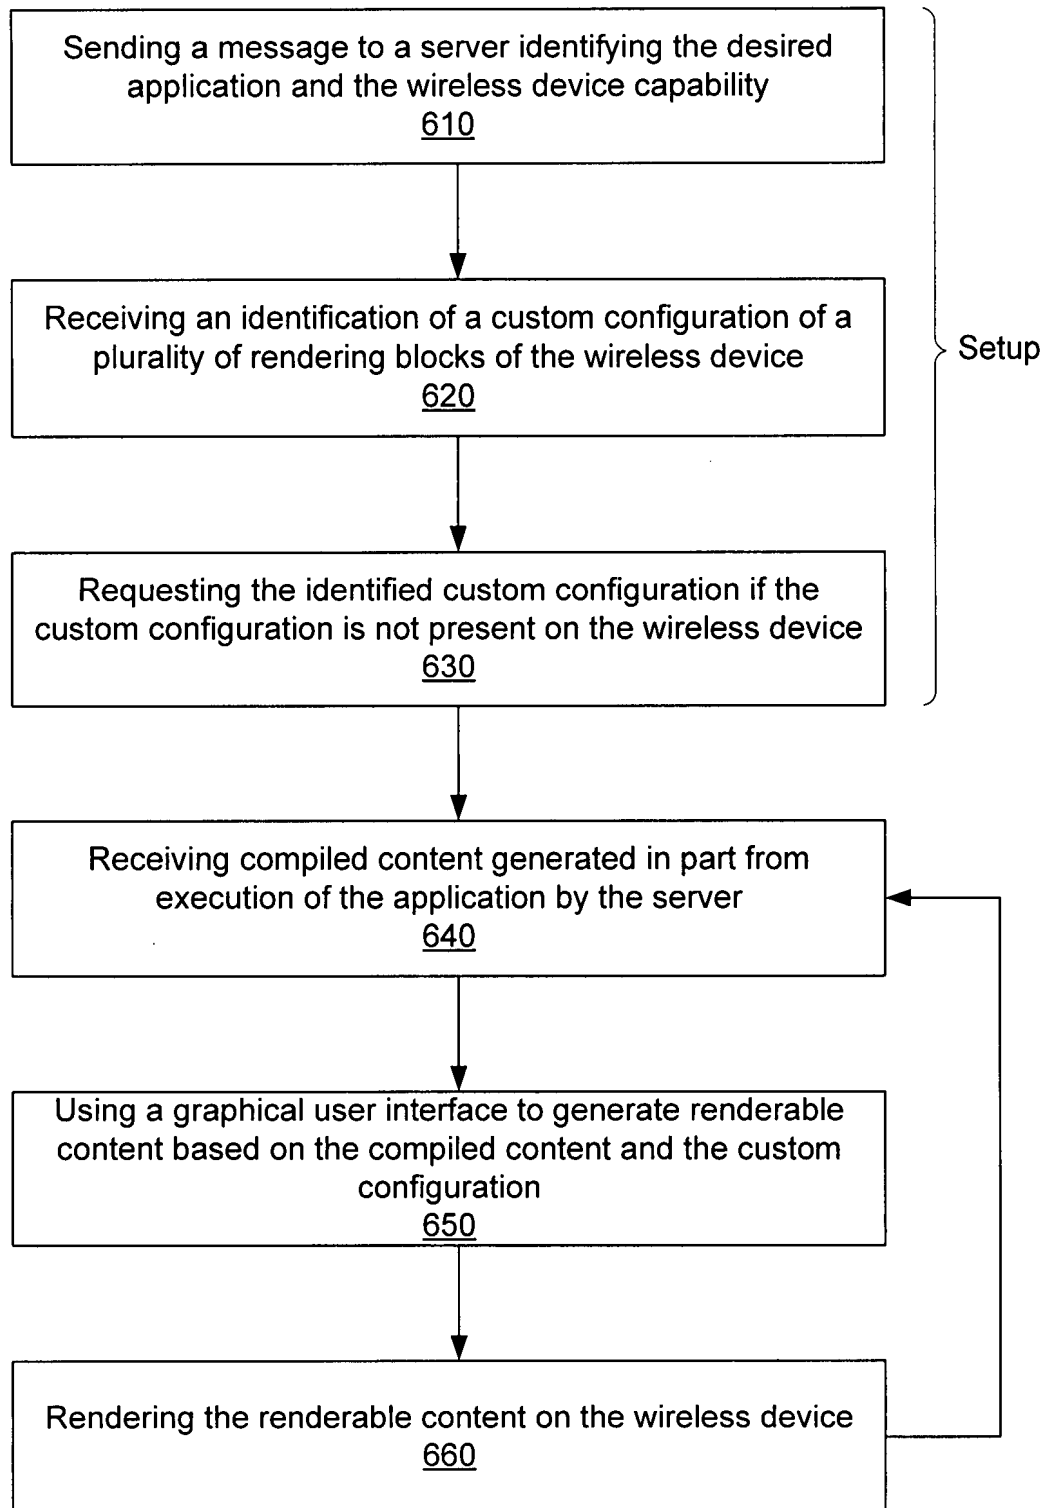 Sending a message to a server identifying the desired
application and the wireless device capability
610
Receiving an identification of a custom configuration of a
plurality of rendering blocks of the wireless device
620
Setup
Requesting the identified custom configuration if the
custom configuration is not present on the wireless device
630
Receiving compiled content generated in part from
execution of the application by the server
640
Using a graphical user interface to generate renderable
content based on the compiled content and the custom
configuration
650
Rendering the renderable content on the wireless device
660